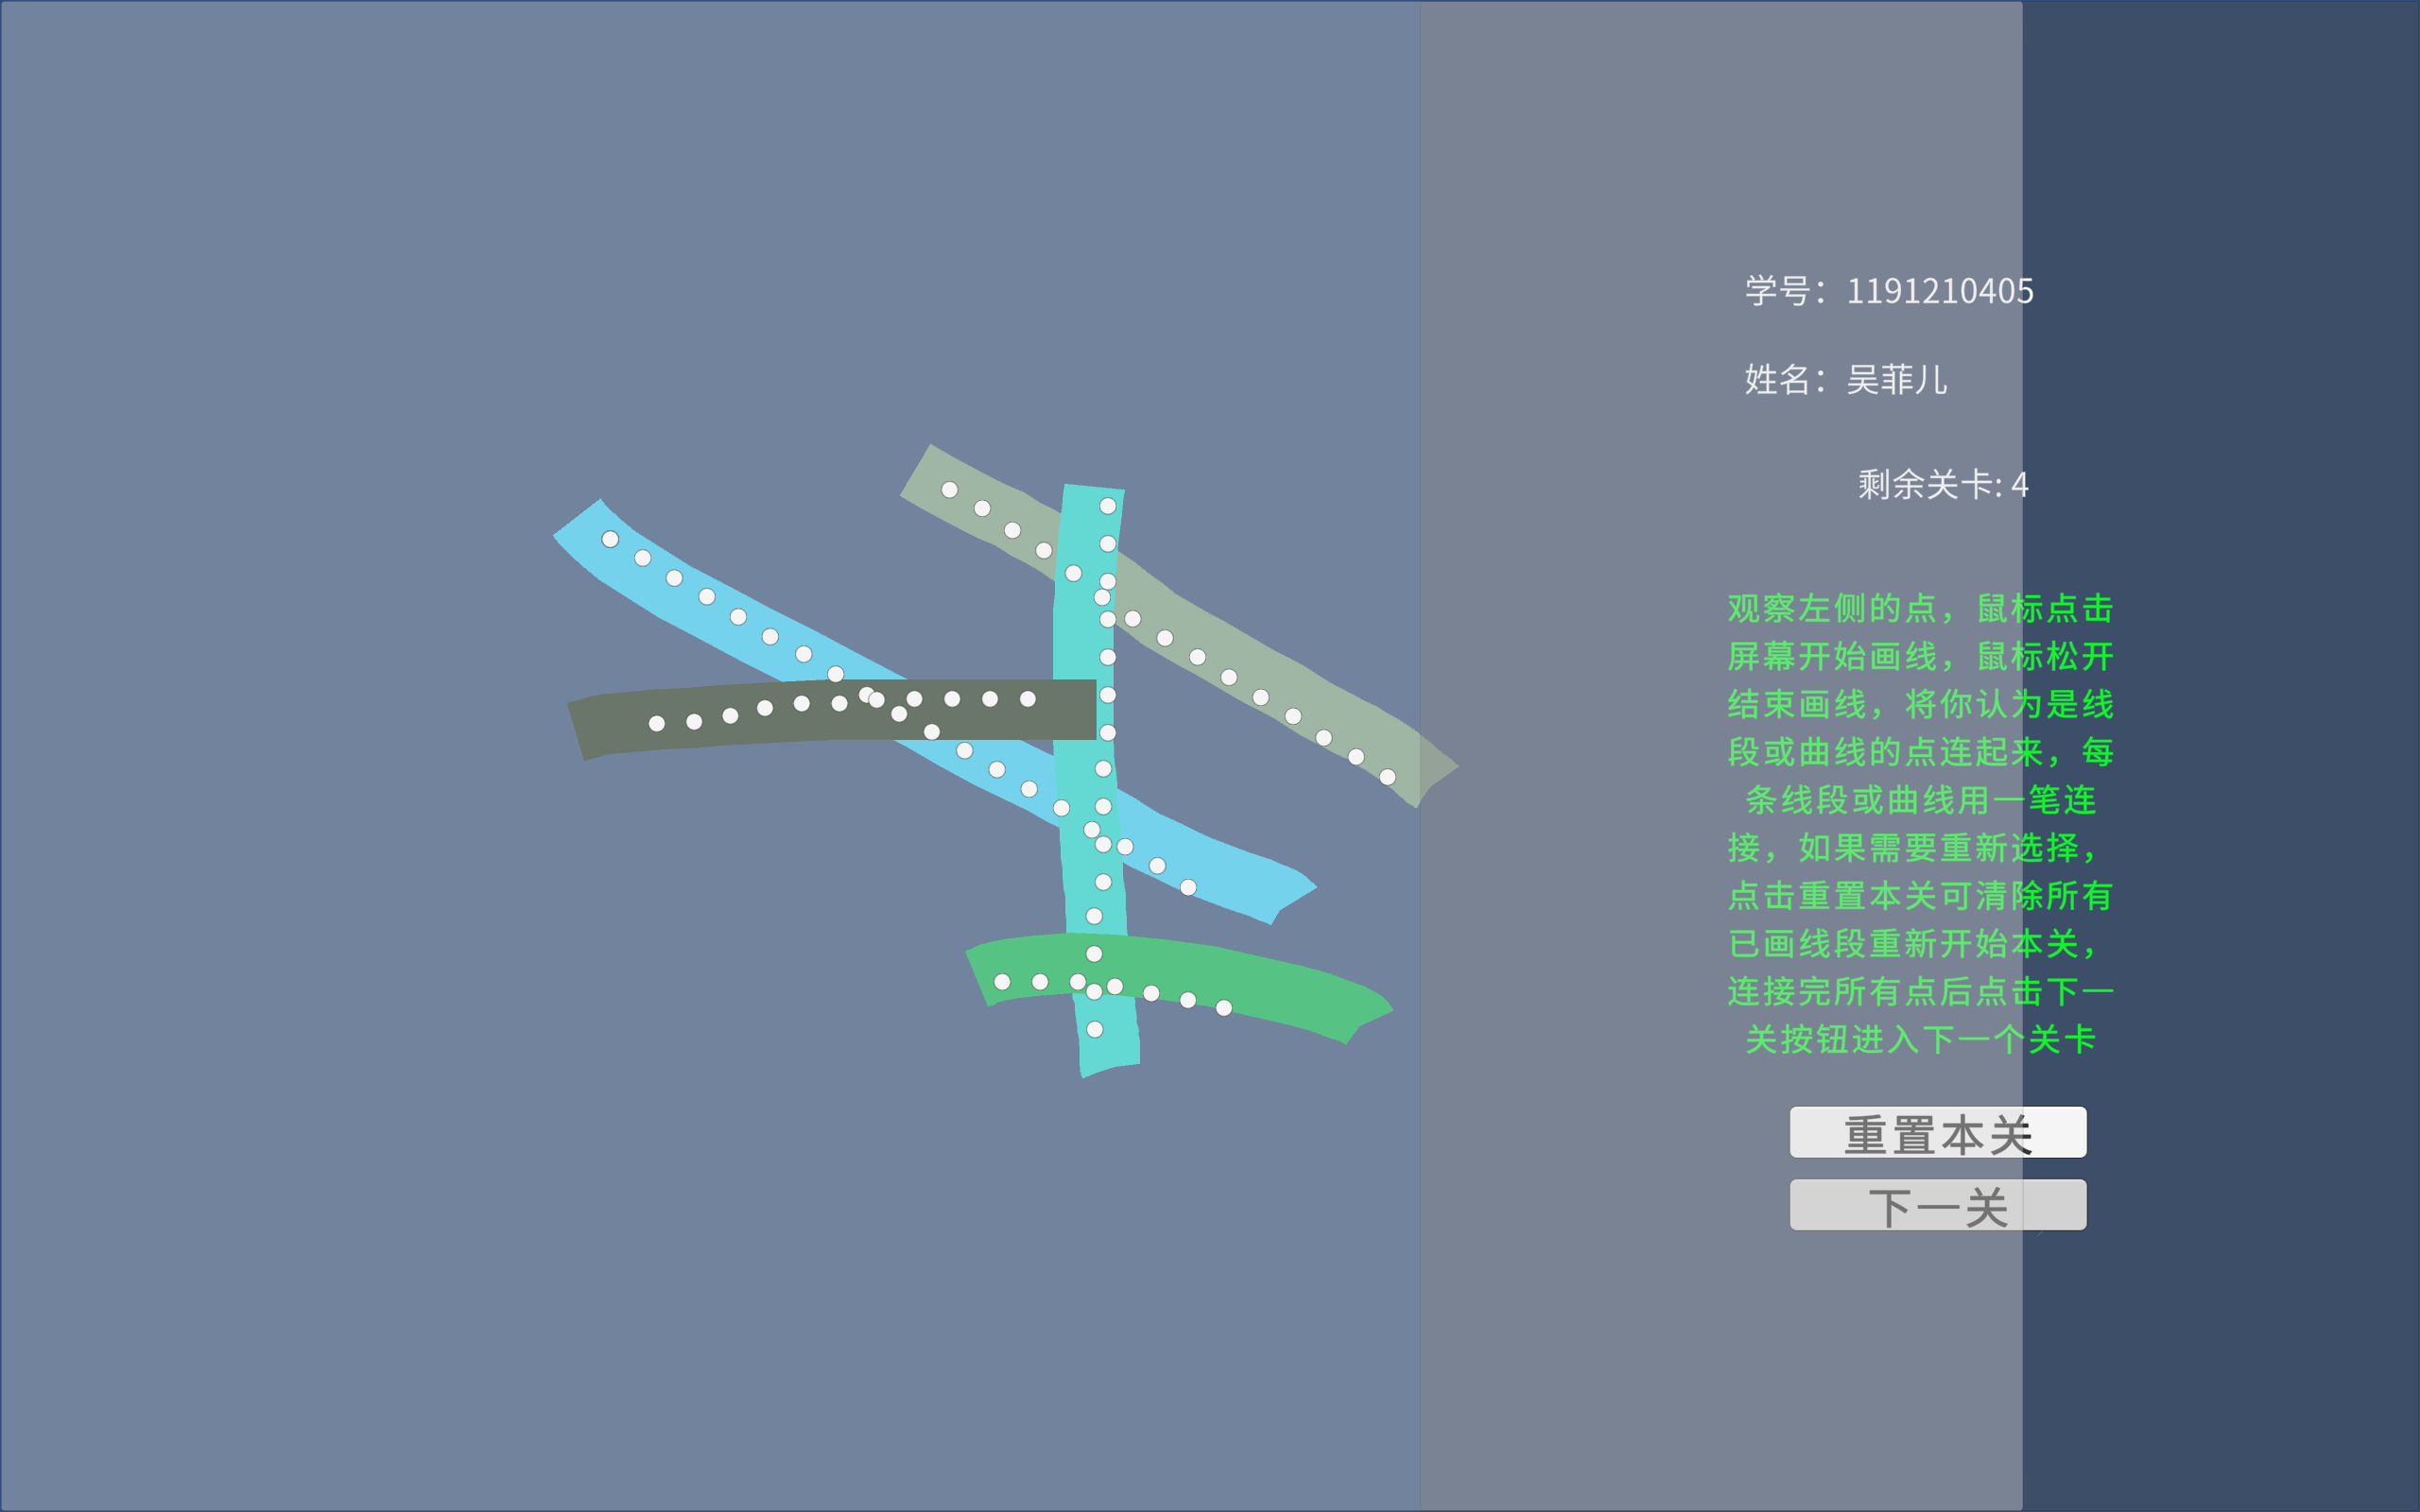 学号：1191210405
姓名：吴菲儿
剩余关卡: 4
观察左侧的点，鼠标点击
屏幕开始画线，鼠标松开
结束画线，将你认为是线
段或曲线的点连起来，每
条线段或曲线用一笔连
接，如果需要重新选择，
点击重置本关可清除所有
已画线段重新开始本关，
连接完所有点后点击下一
关按钮进入下一个关卡
重置本关
下一关